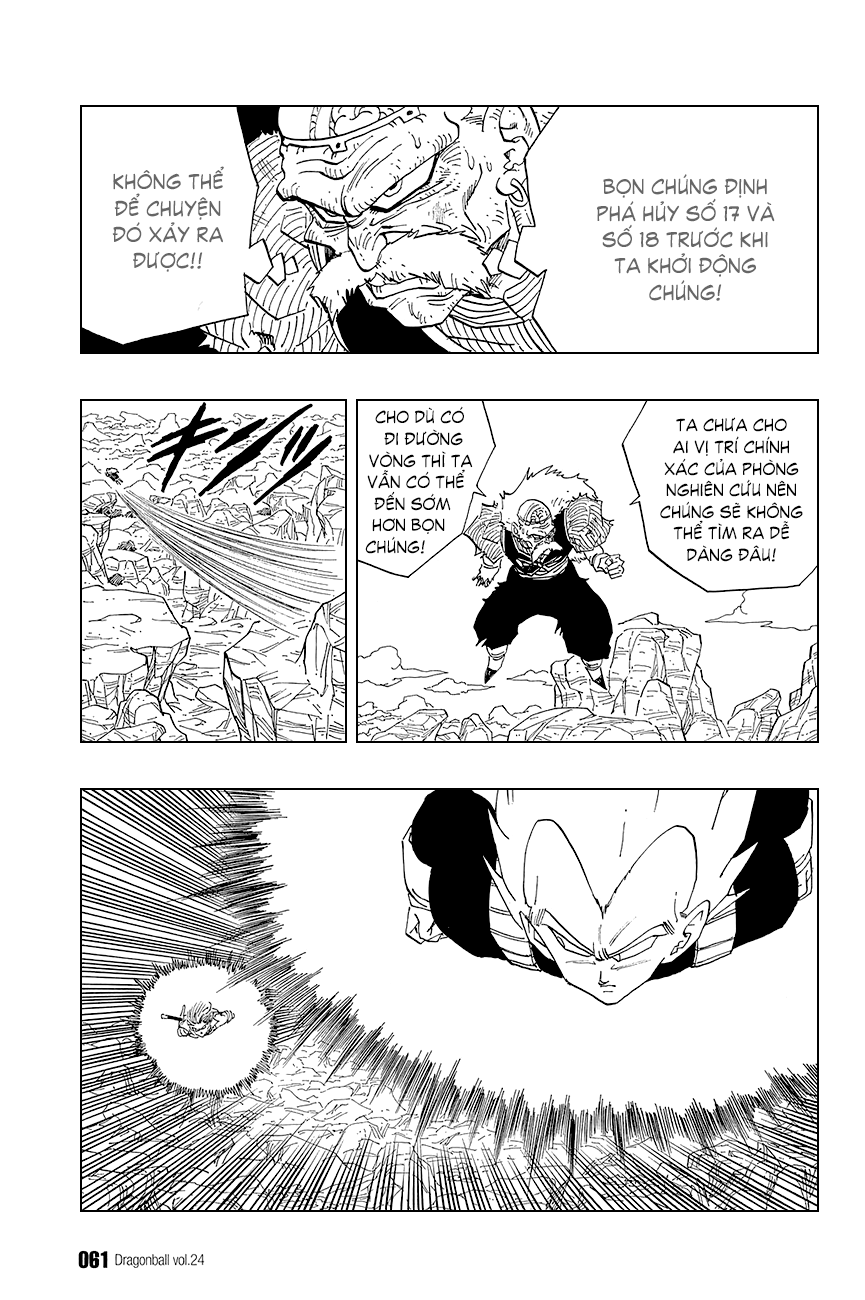 BỌN CHÚNG ĐỊNH
PHÁ HỦY SỐ 17 VÀ
SỐ 18 TRƯỚC KHI
TA KHỞI ĐỘNG
CHÚNG!
KHÔNG THỂ
ĐỂ CHUYỆN
ĐÓ XẢY RA
ĐƯỢC!!
TA CHƯA CHO
AI VỊ TRÍ CHÍNH
XÁC CỦA PHÒNG
NGHIÊN CỨU NÊN
CHÚNG SẼ KHÔNG
THỂ TÌM RA DỄ
DÀNG ĐÂU!
CHO DÙ CÓ
ĐI ĐƯỜNG
VÒNG THÌ TA
VẪN CÓ THỂ
ĐẾN SỚM
HƠN BỌN
CHÚNG!
キンッ
061 Dragonball vol.24